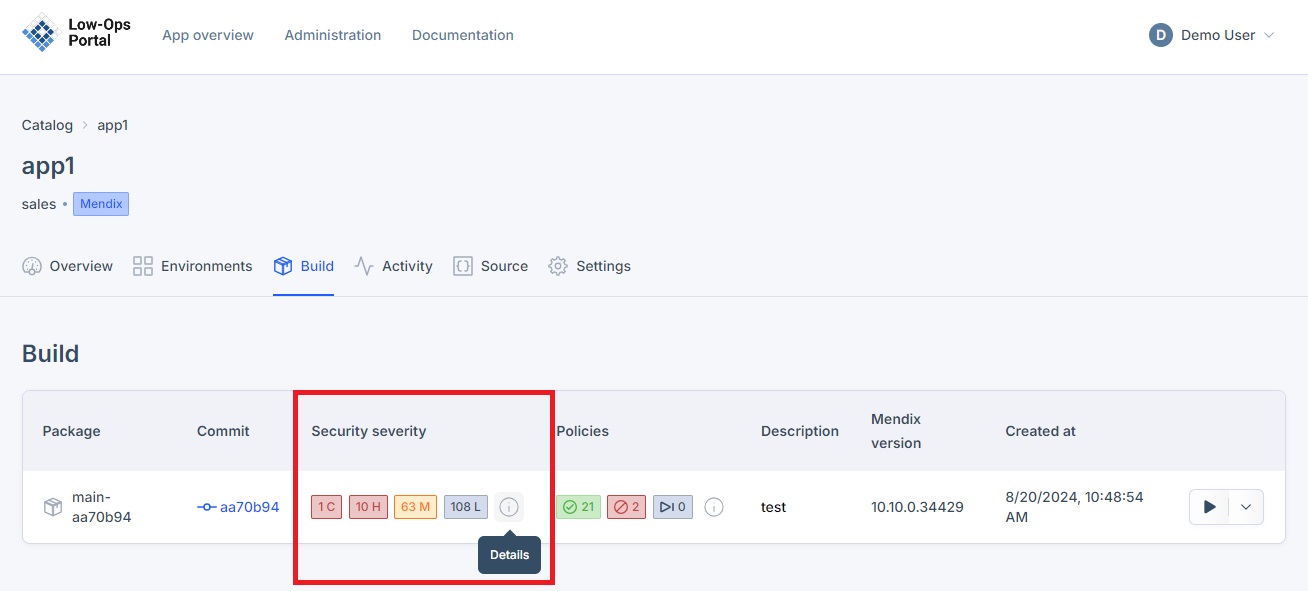 Low-Ops
Portal
App overview Administration Documentation
D Demo User
Catalog > app1
app1
sales • Mendix
Overview Environments Build Activity Source Settings
Build
Package Commit Security severity Policies Description Mendix version Created at
main-aa70b94 aa70b94 1 C 10 H 63 M 108 L 21 2 0 test 10.10.0.34429 8/20/2024, 10:48:54 AM
Details